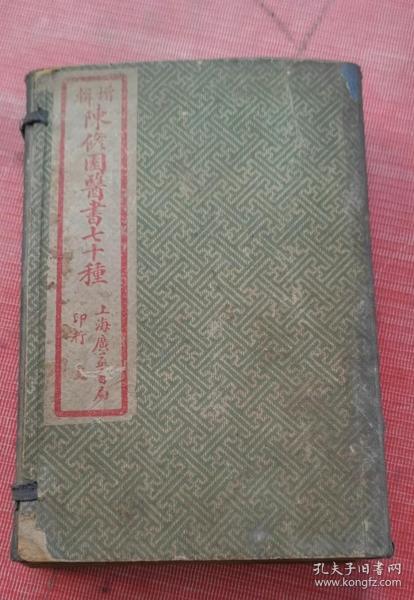 增輯
陳修園醫書七十種
上海廣益書局
印行
孔夫子旧书网
www.kongfz.com